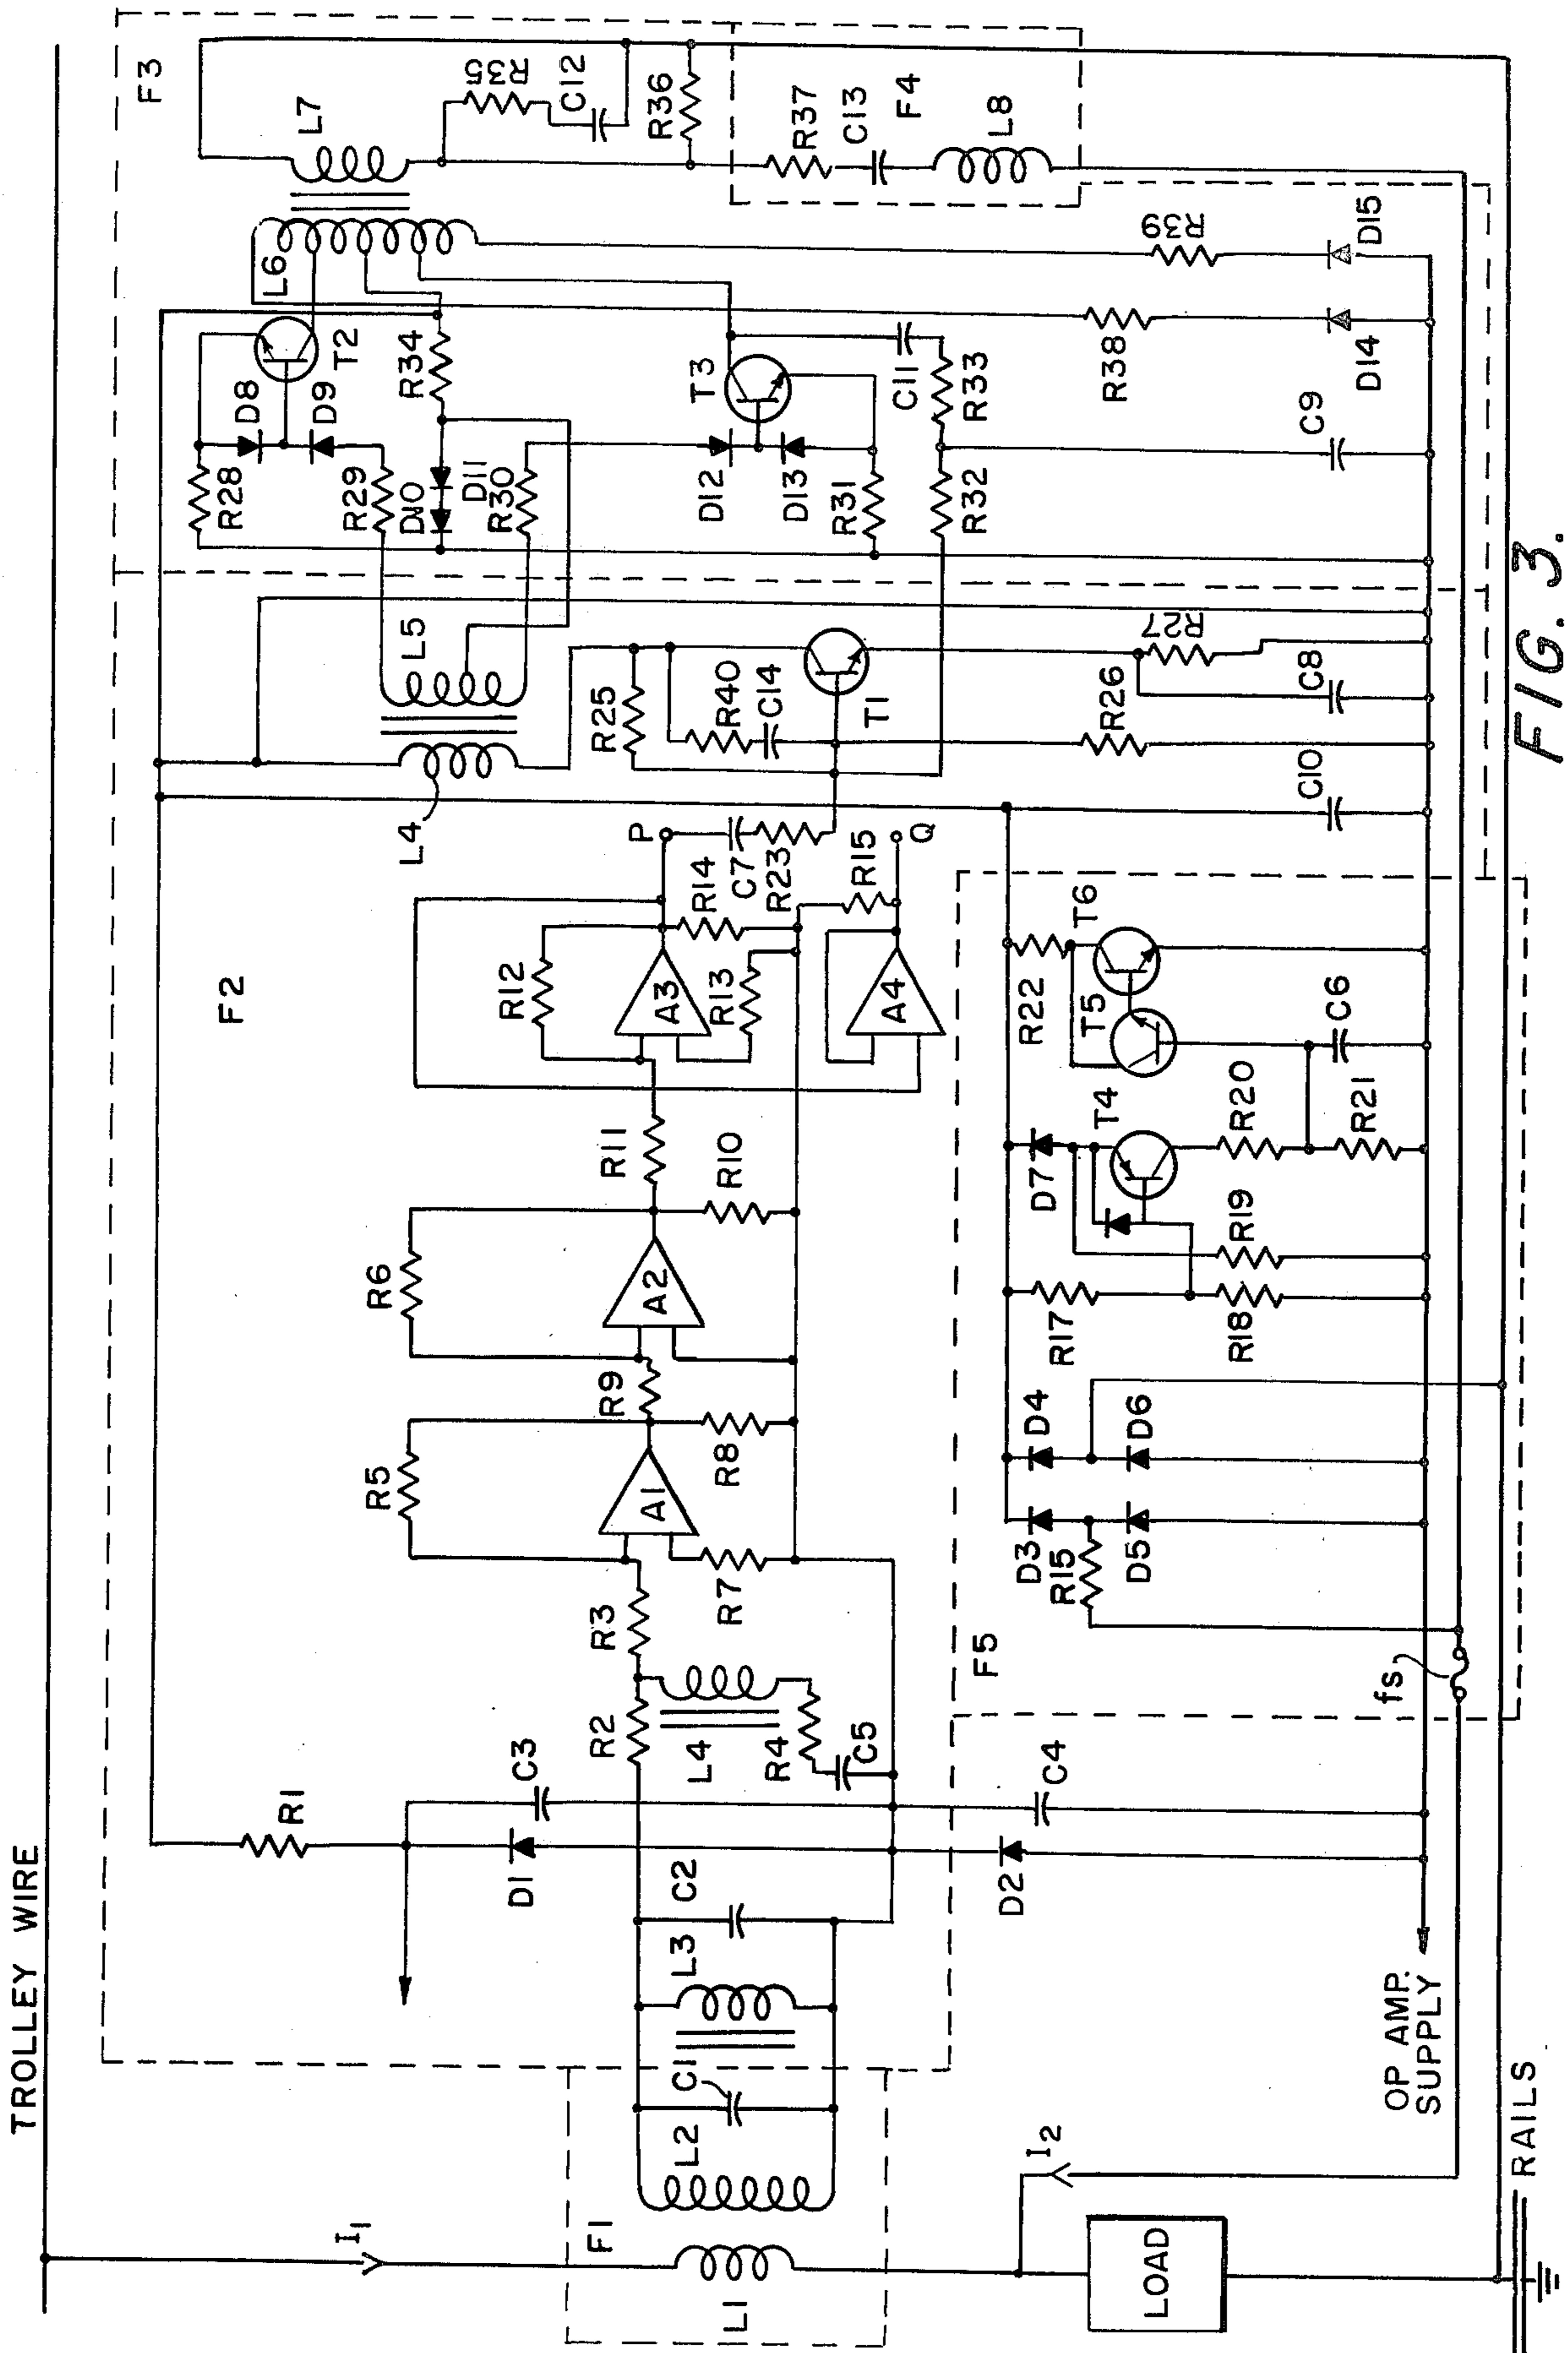 TROLLEY WIRE
F3
L7
R35
C12
R36
L6
T2
D8
D9
R34
R28
R29
D10
D11
R30
R37
C13
F4
L8
T3
D12
D13
C11
R33
R31
R32
R39
D15
R38
D14
C9
F2
L5
L4
R25
R40
C14
T1
R27
R26
C8
C10
P
C7
R23
R14
R15
Q
R12
A3
R13
A4
R11
R10
R6
A2
R9
R5
A1
R8
R7
R3
R2
L4
R4
C5
R1
C3
D1
C4
D2
C2
L3
C1
L2
F1
L1
I1
I2
LOAD
T6
R22
T5
C6
T4
D7
R20
R21
R19
R17
R18
D4
D6
D3
R15
D5
F5
fs
OP AMP.
SUPPLY
RAILS
FIG. 3.